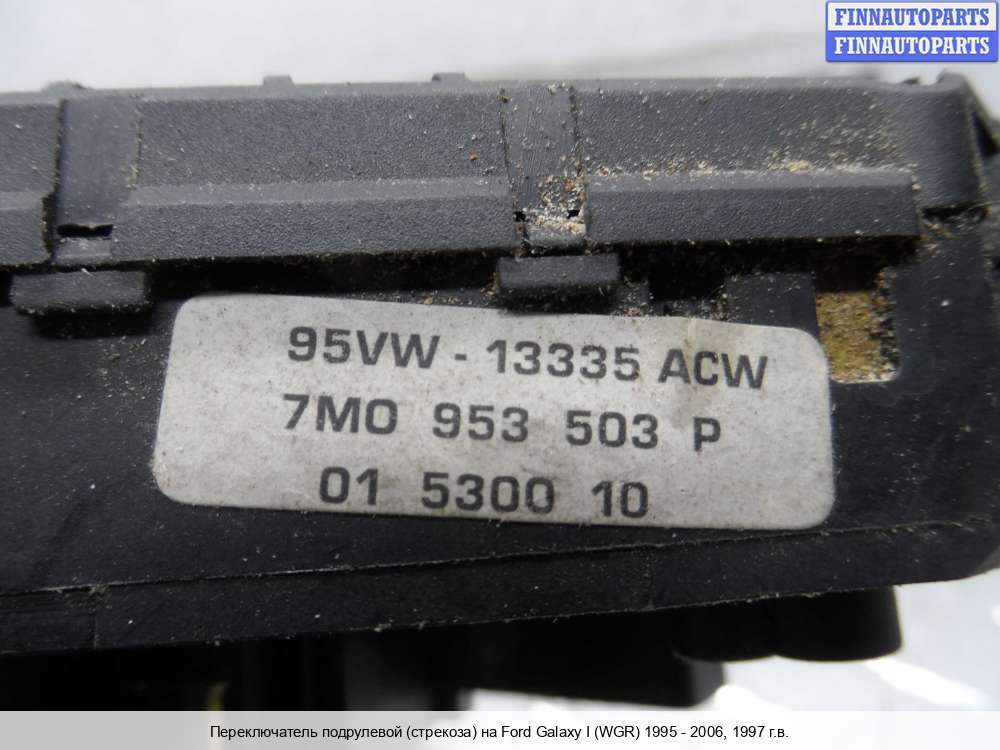 FINNAUTOPARTS
FINNAUTOPARTS
95VW - 13335 ACW
7M0 953 503 P
01 5300 10
Переключатель подрулевой (стрекоза) на Ford Galaxy I (WGR) 1995 - 2006, 1997 г.в.